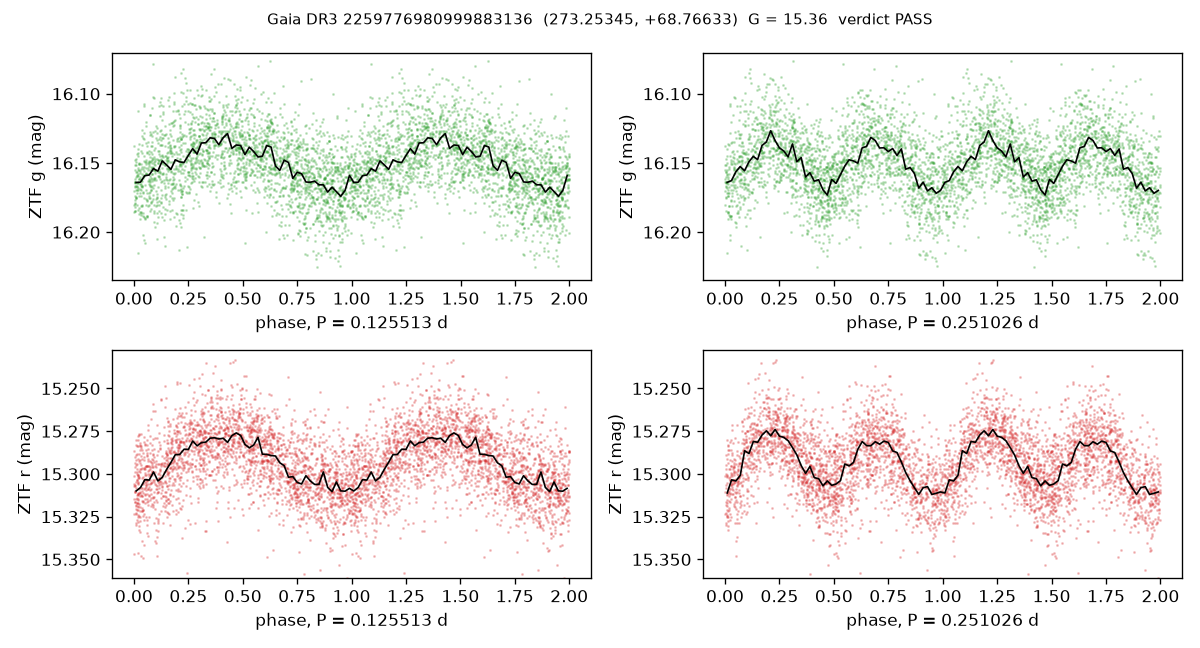 Gaia DR3 2259776980999883136  (273.25345, +68.76633)  G = 15.36  verdict PASS
ZTF g (mag)
16.10
16.15
16.20
0.00 0.25 0.50 0.75 1.00 1.25 1.50 1.75 2.00
phase, P = 0.125513 d
ZTF g (mag)
16.10
16.15
16.20
0.00 0.25 0.50 0.75 1.00 1.25 1.50 1.75 2.00
phase, P = 0.251026 d
ZTF r (mag)
15.250
15.275
15.300
15.325
15.350
0.00 0.25 0.50 0.75 1.00 1.25 1.50 1.75 2.00
phase, P = 0.125513 d
ZTF r (mag)
15.250
15.275
15.300
15.325
15.350
0.00 0.25 0.50 0.75 1.00 1.25 1.50 1.75 2.00
phase, P = 0.251026 d